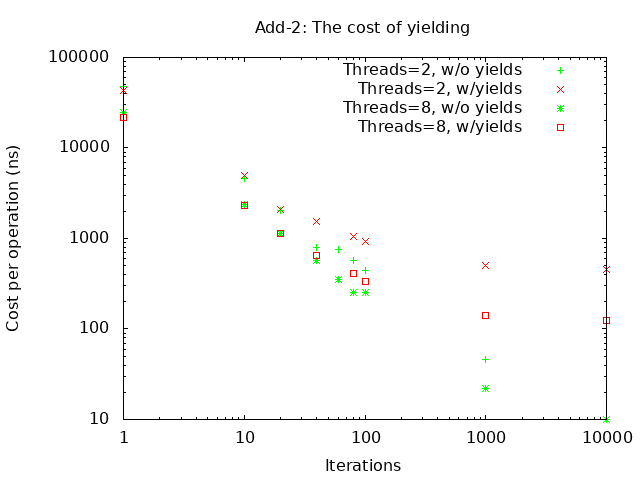 Add-2: The cost of yielding
Cost per operation (ns)
100000
10000
1000
100
10
Threads=2, w/o yields
Threads=2, w/yields
Threads=8, w/o yields
Threads=8, w/yields
1 10 100 1000 10000
Iterations